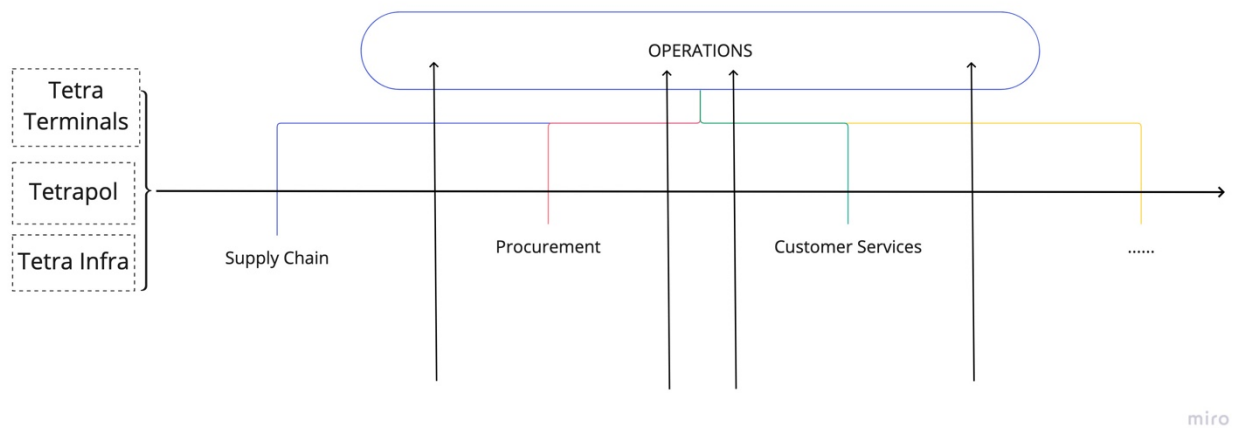 OPERATIONS
Tetra
Terminals
Tetrapol
Tetra Infra
Supply Chain
Procurement
Customer Services
......
miro